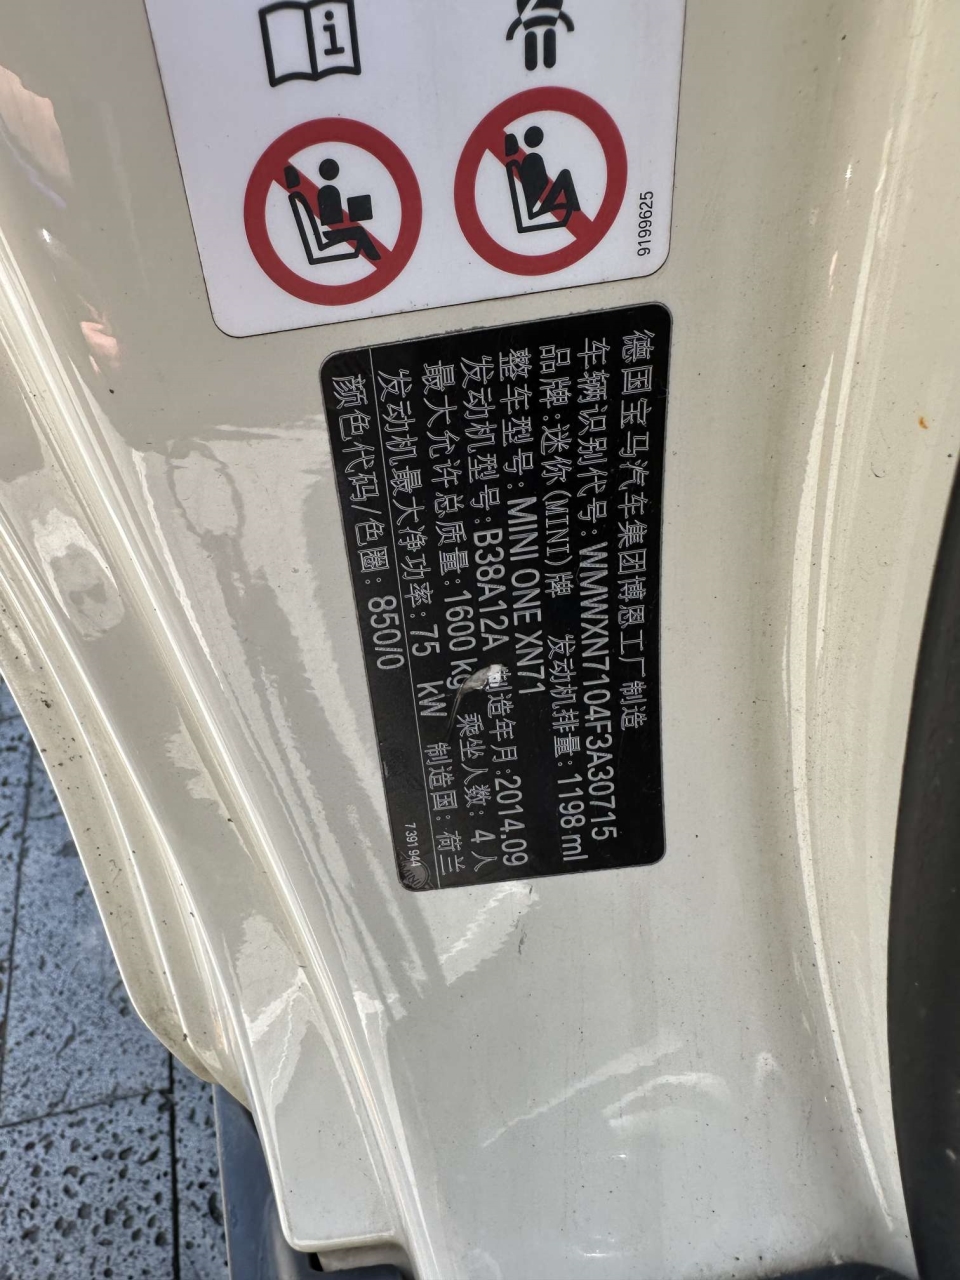 i
9199625
德国宝马汽车集团博恩工厂制造
车辆识别代号:WMWXN7104F3A30715
品牌:迷你(MINI)牌 发动机排量:1198 ml
整车型号:MINI ONE XN71
发动机型号:B38A12A 制造年月:2014.09
最大允许总质量:1600 kg 乘坐人数:4人
发动机最大净功率:75 kW 制造国:荷兰
颜色代码/色圈:850/0
7 391 944